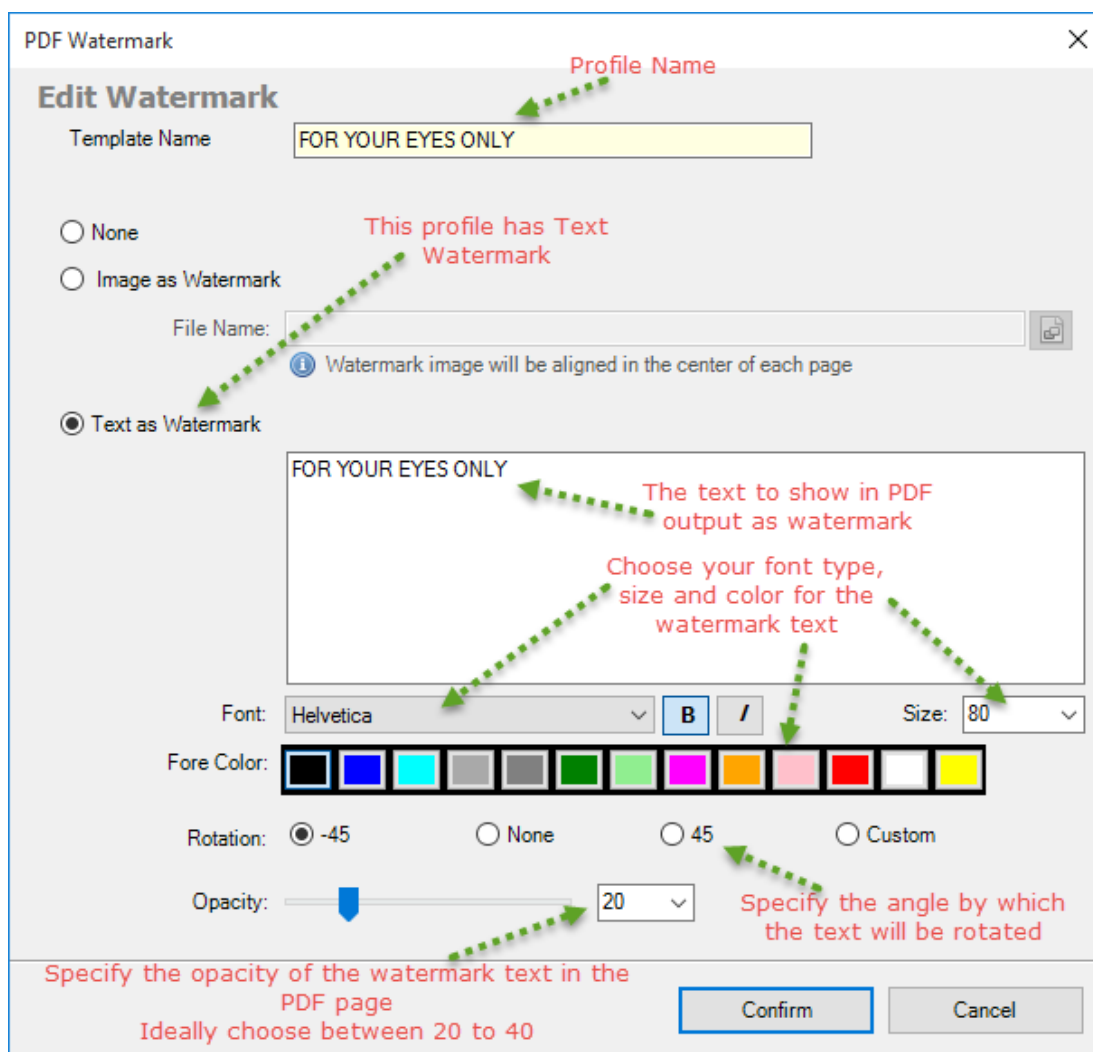 PDF Watermark
Profile Name
Edit Watermark
Template Name FOR YOUR EYES ONLY
None
This profile has Text
Watermark
Image as Watermark
File Name:
Watermark image will be aligned in the center of each page
Text as Watermark
FOR YOUR EYES ONLY
The text to show in PDF
output as watermark
Choose your font type,
size and color for the
watermark text
Font: Helvetica B I Size: 80
Fore Color:
Rotation: -45 None 45 Custom
Opacity: 20
Specify the angle by which
the text will be rotated
Specify the opacity of the watermark text in the
PDF page
Ideally choose between 20 to 40
Confirm Cancel